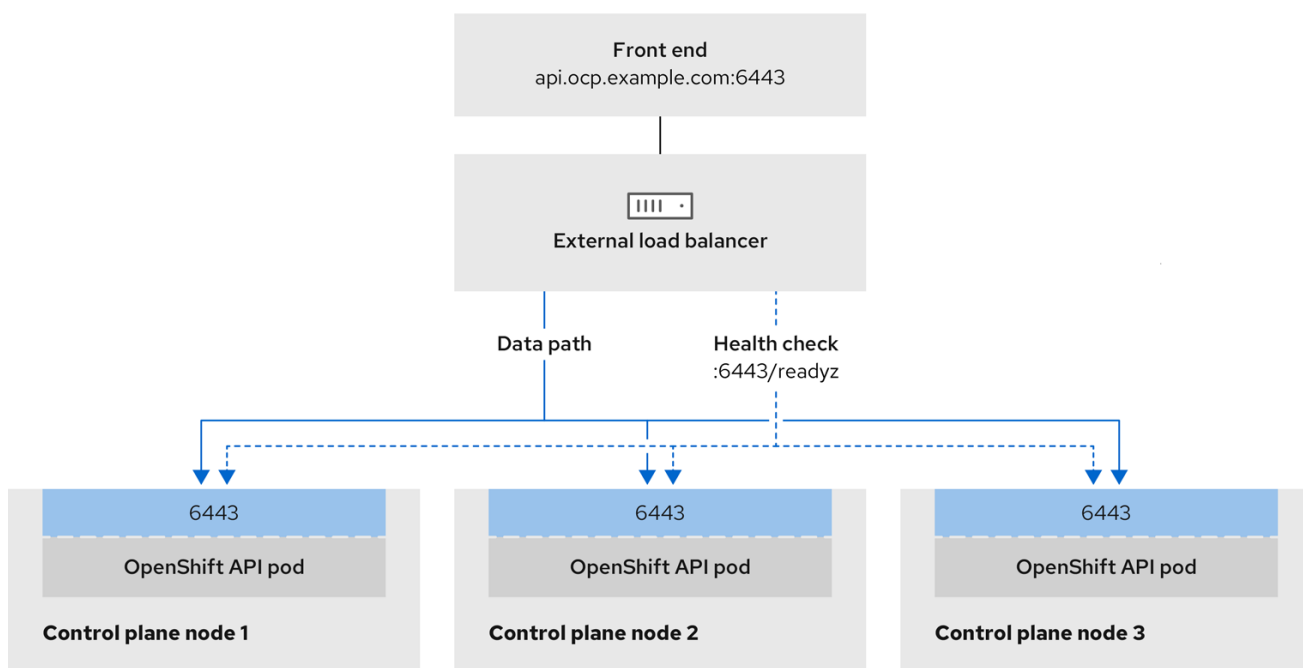 Front end
api.ocp.example.com:6443
External load balancer
Data path
Health check
:6443/readyz
6443
6443
6443
OpenShift API pod
OpenShift API pod
OpenShift API pod
Control plane node 1
Control plane node 2
Control plane node 3